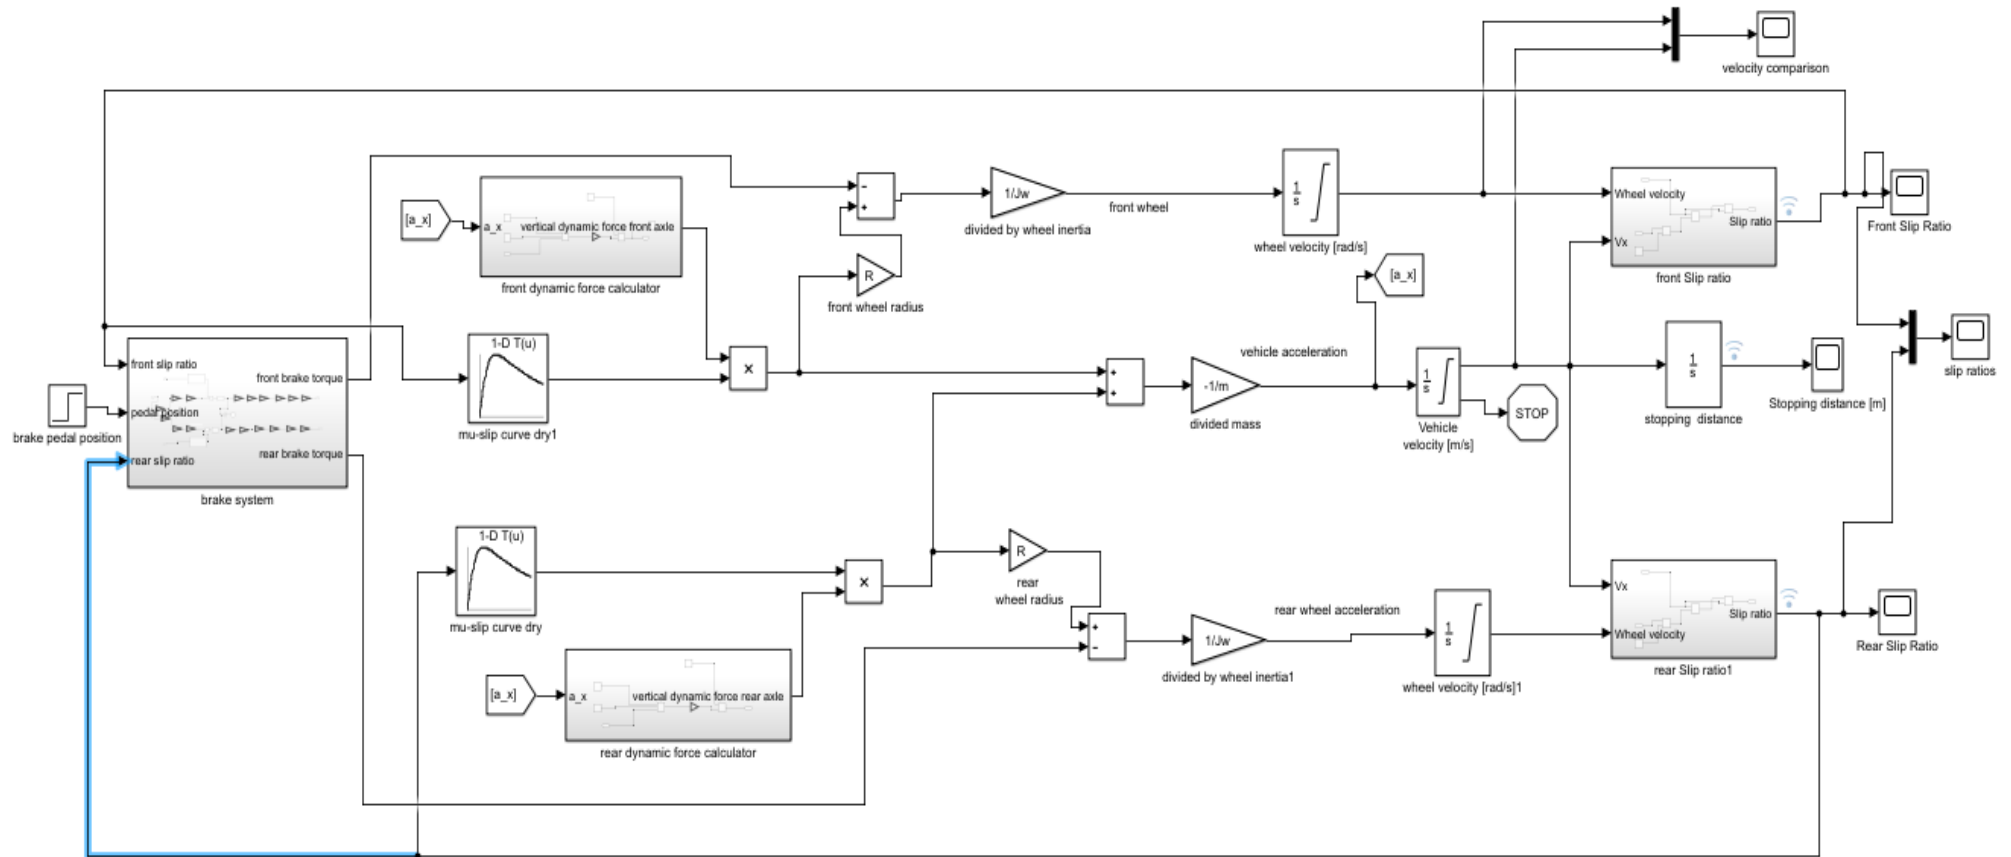 velocity comparison
[a_x]
a_x
vertical dynamic force front axle
front dynamic force calculator
-
+
1/Jw
divided by wheel inertia
front wheel
1
s
wheel velocity [rad/s]
Wheel velocity
Vx
Slip ratio
front Slip ratio
Front Slip Ratio
R
front wheel radius
[a_x]
1-D T(u)
mu-slip curve dry1
×
+
+
-1/m
divided mass
vehicle acceleration
1
s
Vehicle
velocity [m/s]
STOP
1
s
stopping distance
Stopping distance [m]
slip ratios
brake pedal position
front slip ratio
pedal position
rear slip ratio
front brake torque
rear brake torque
brake system
1-D T(u)
mu-slip curve dry
×
R
rear
wheel radius
+
-
1/Jw
divided by wheel inertia1
rear wheel acceleration
1
s
wheel velocity [rad/s]1
Vx
Wheel velocity
Slip ratio
rear Slip ratio1
Rear Slip Ratio
[a_x]
a_x
vertical dynamic force rear axle
rear dynamic force calculator